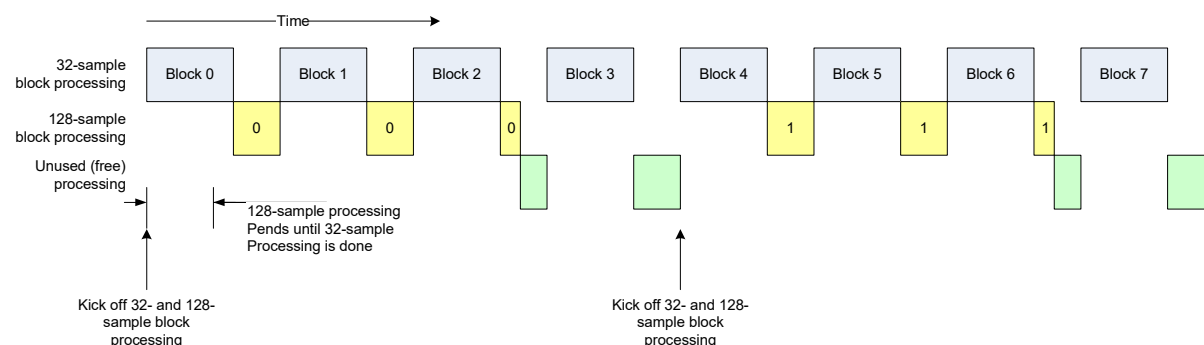 Time
32-sample
block processing
Block 0
Block 1
Block 2
Block 3
Block 4
Block 5
Block 6
Block 7
128-sample
block processing
0
0
0
1
1
1
Unused (free)
processing
128-sample processing
Pends until 32-sample
Processing is done
Kick off 32- and 128-
sample block
processing
Kick off 32- and 128-
sample block
processing